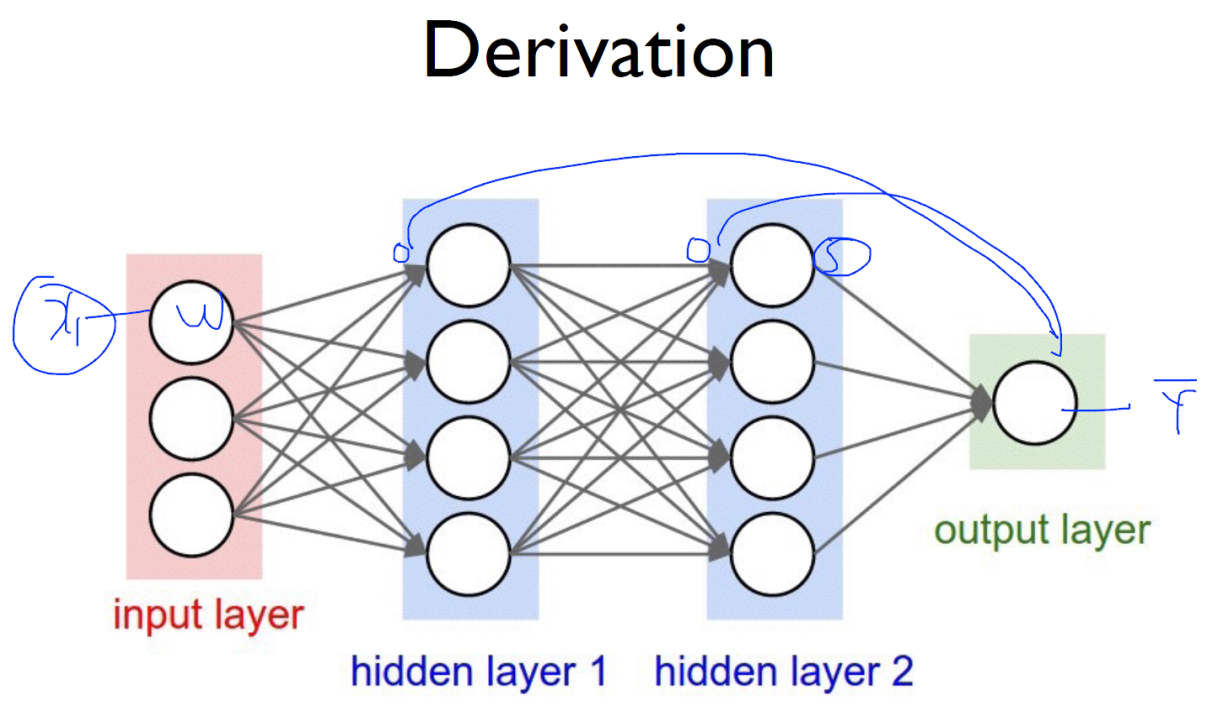 Derivation
x₁
w
S
Y̅
input layer
hidden layer 1
hidden layer 2
output layer